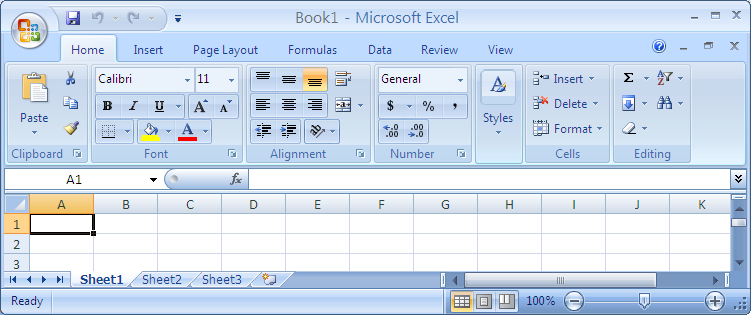 Book1 - Microsoft Excel
Home Insert Page Layout Formulas Data Review View
Calibri 11 General Insert
B I U A A $ % , Delete
Paste A A Styles Format
.0 .00 .00 .0
Clipboard Font Alignment Number Cells Editing
A1 fx
A B C D E F G H I J K
1
2
3
Sheet1 Sheet2 Sheet3
Ready 100%